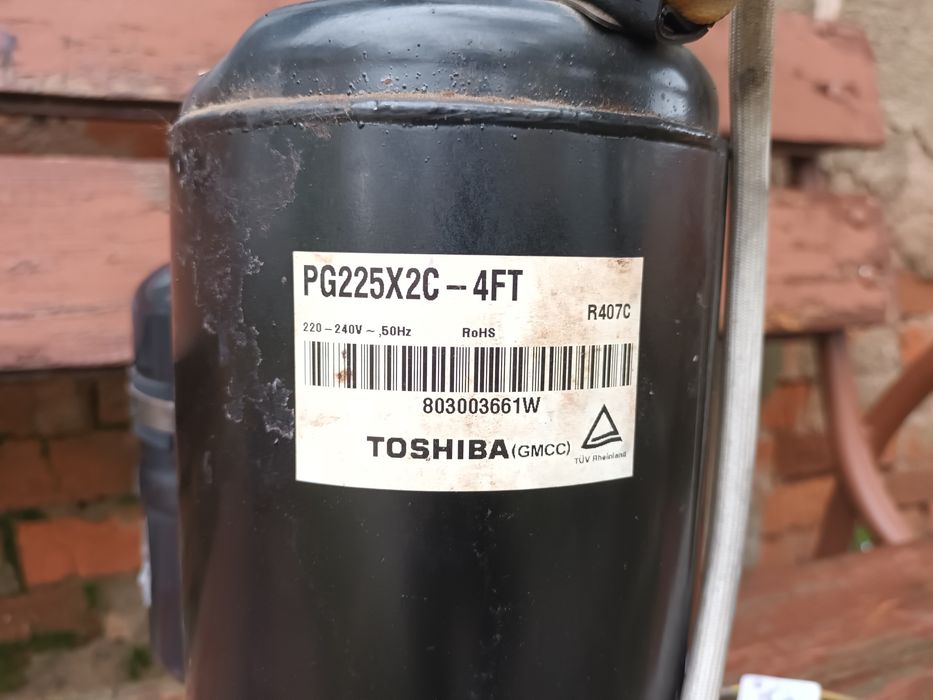 PG225X2C-4FT
R407C
220-240V~,50Hz RoHS
803003661W
TOSHIBA(GMCC)
TÜV Rheinland